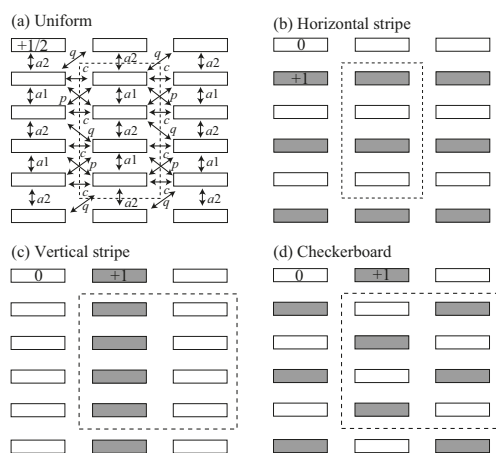 (a) Uniform
(b) Horizontal stripe
+1/2
q q
a2 a2 a2
c c
a1 p a1 p a1
c c
a2 q a2 q a2
c c
a1 p a1 p a1
c c
a2 q a2 q a2
0
+1
(c) Vertical stripe
(d) Checkerboard
0 +1
0 +1